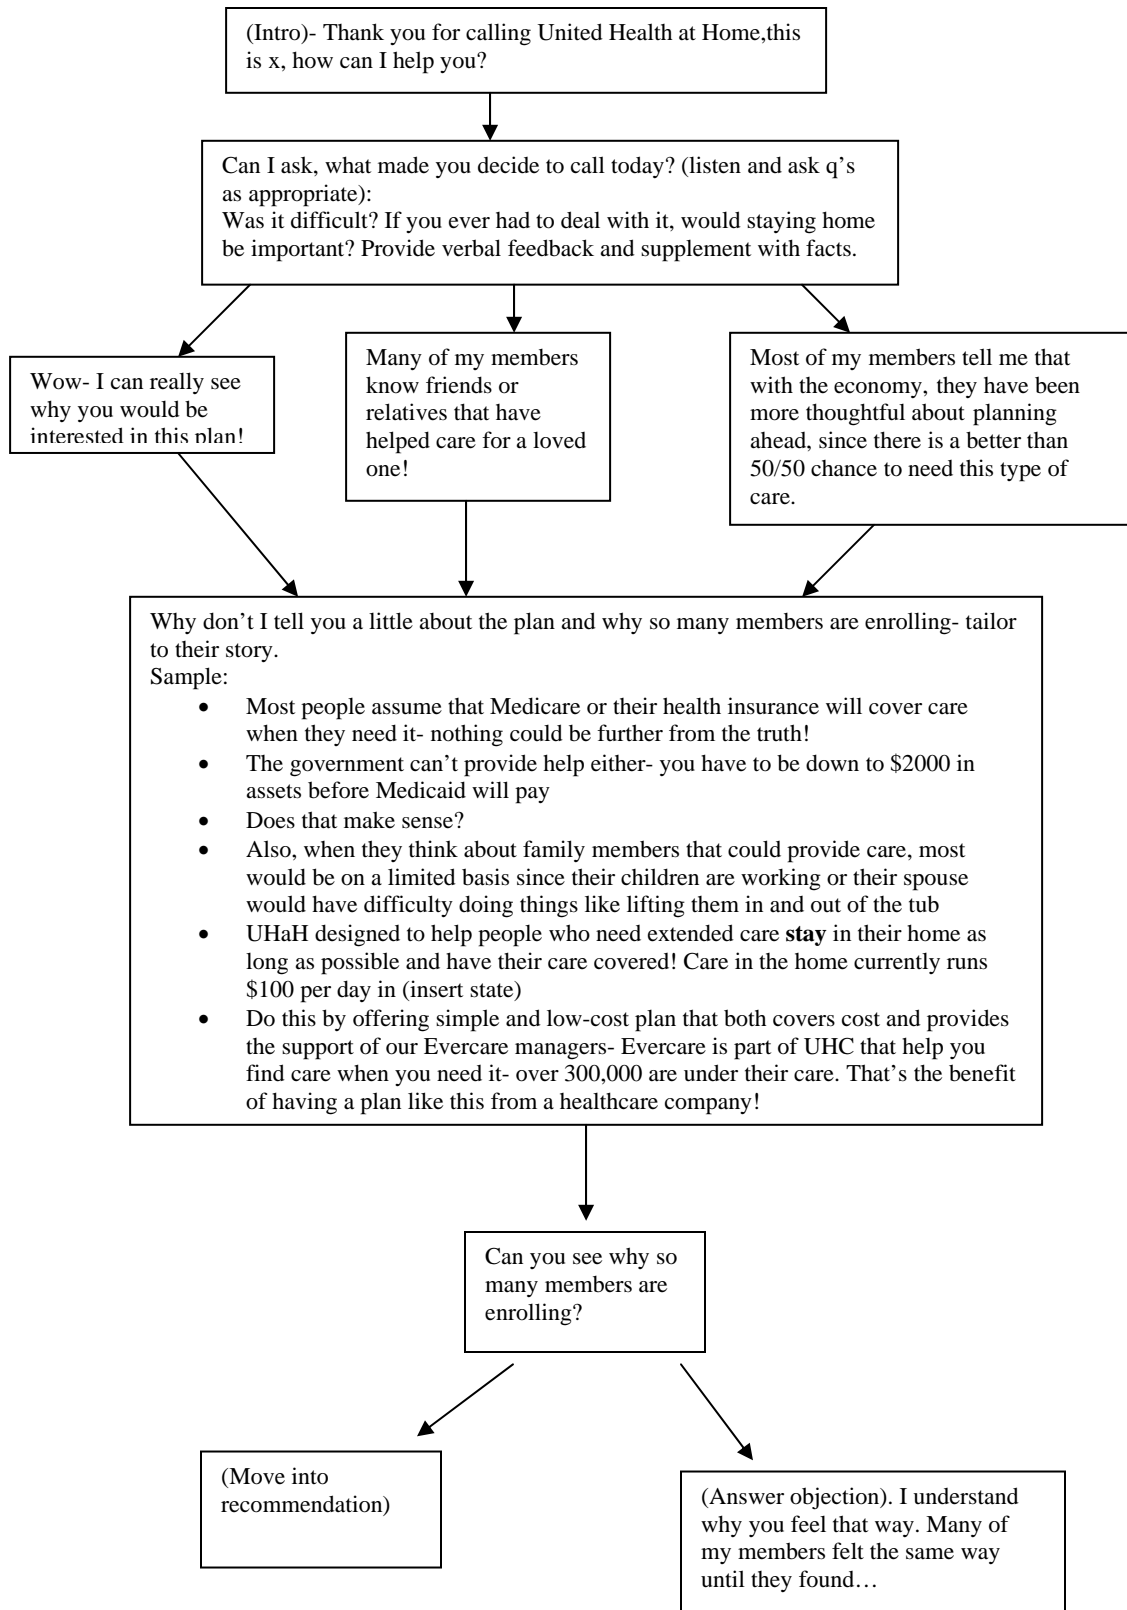 (Intro)- Thank you for calling United Health at Home,this
is x, how can I help you?
Can I ask, what made you decide to call today? (listen and ask q’s
as appropriate):
Was it difficult? If you ever had to deal with it, would staying home
be important? Provide verbal feedback and supplement with facts.
Wow- I can really see
why you would be
interested in this plan!
Many of my members
know friends or
relatives that have
helped care for a loved
one!
Most of my members tell me that
with the economy, they have been
more thoughtful about planning
ahead, since there is a better than
50/50 chance to need this type of
care.
Why don’t I tell you a little about the plan and why so many members are enrolling- tailor
to their story.
Sample:
• Most people assume that Medicare or their health insurance will cover care
when they need it- nothing could be further from the truth!
• The government can’t provide help either- you have to be down to $2000 in
assets before Medicaid will pay
• Does that make sense?
• Also, when they think about family members that could provide care, most
would be on a limited basis since their children are working or their spouse
would have difficulty doing things like lifting them in and out of the tub
• UHaH designed to help people who need extended care stay in their home as
long as possible and have their care covered! Care in the home currently runs
$100 per day in (insert state)
• Do this by offering simple and low-cost plan that both covers cost and provides
the support of our Evercare managers- Evercare is part of UHC that help you
find care when you need it- over 300,000 are under their care. That’s the benefit
of having a plan like this from a healthcare company!
Can you see why so
many members are
enrolling?
(Move into
recommendation)
(Answer objection). I understand
why you feel that way. Many of
my members felt the same way
until they found…